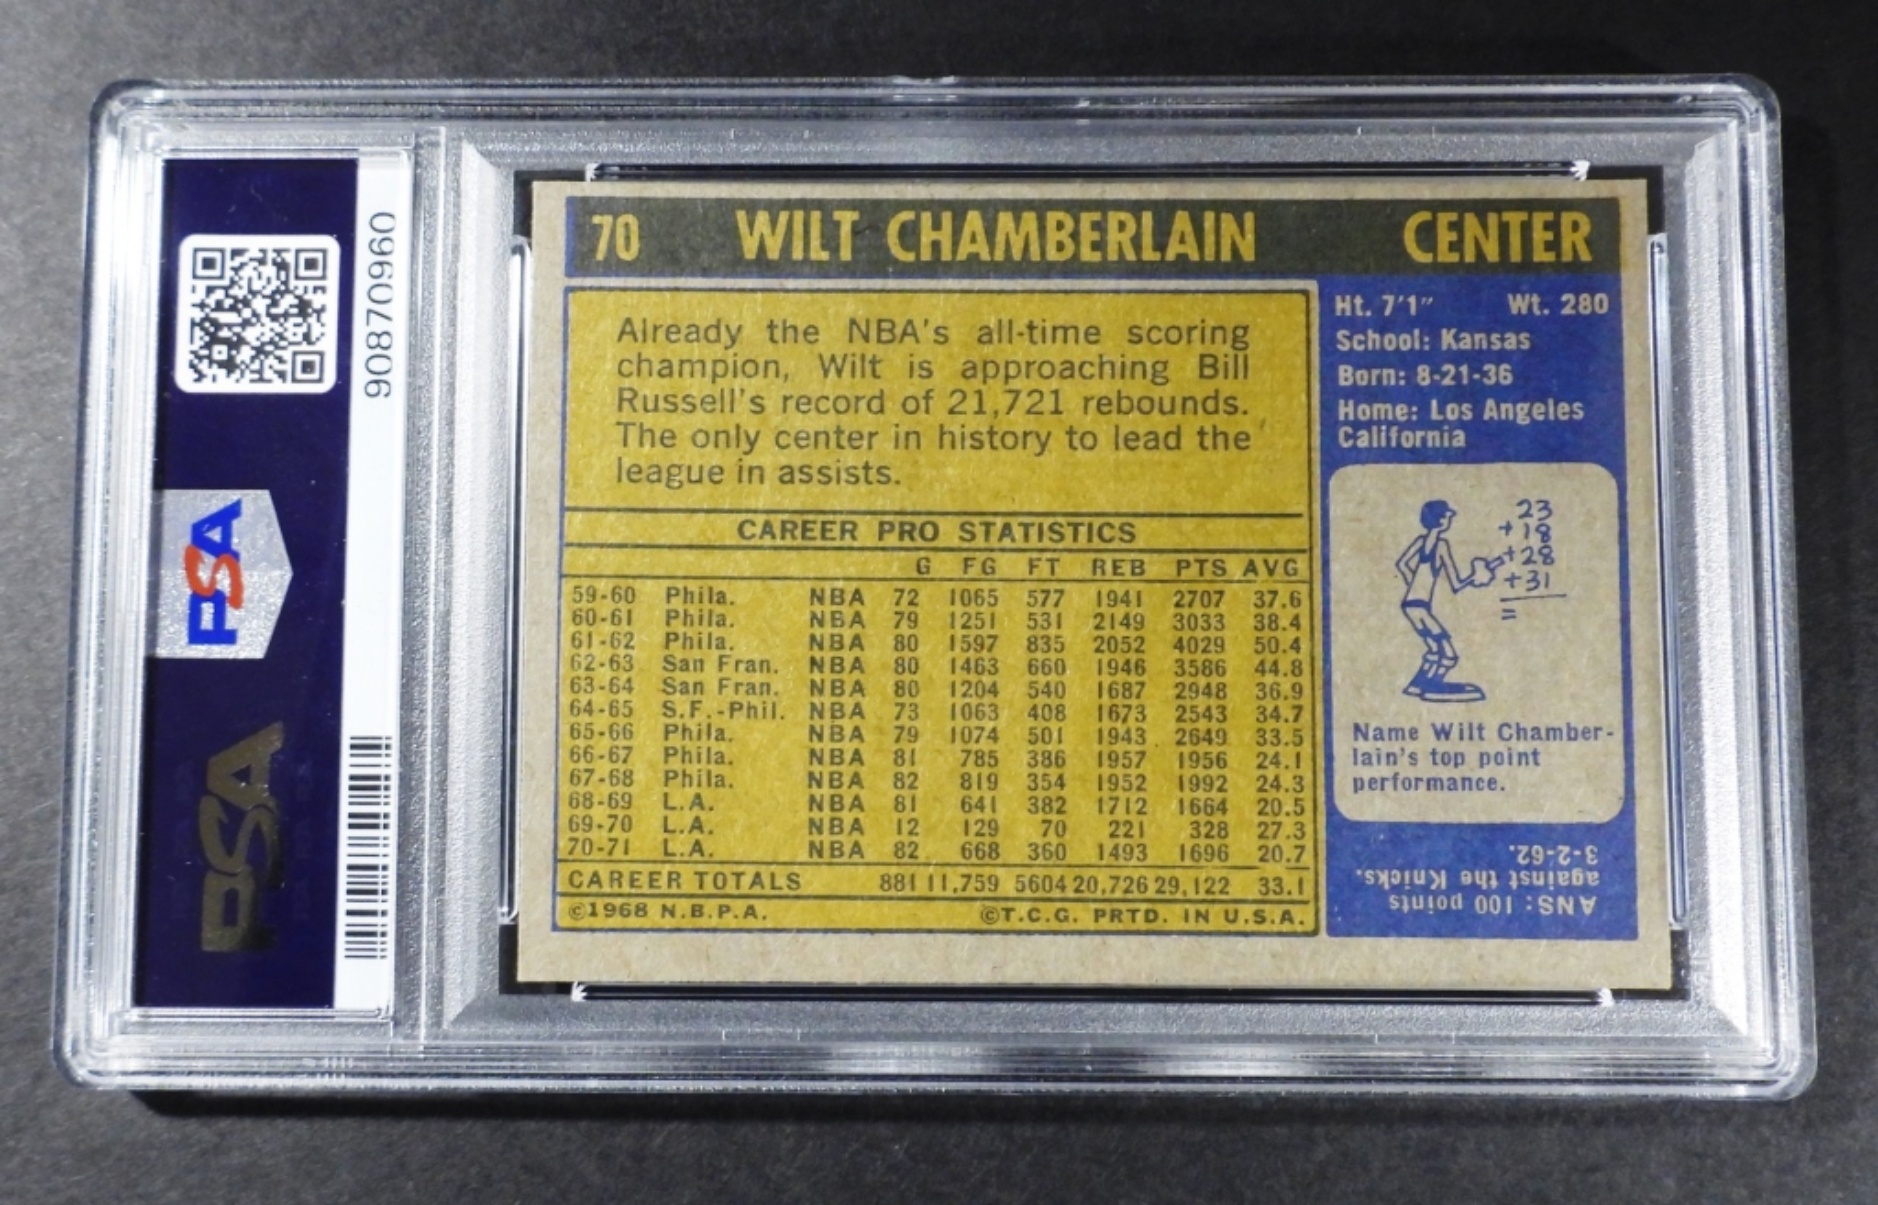 90870960
PSA
PSA
70 WILT CHAMBERLAIN CENTER
Already the NBA's all-time scoring
champion, Wilt is approaching Bill
Russell's record of 21,721 rebounds.
The only center in history to lead the
league in assists.
CAREER PRO STATISTICS
G FG FT REB PTS AVG
59-60 Phila. NBA 72 1065 577 1941 2707 37.6
60-61 Phila. NBA 79 1251 531 2149 3033 38.4
61-62 Phila. NBA 80 1597 835 2052 4029 50.4
62-63 San Fran. NBA 80 1463 660 1946 3586 44.8
63-64 San Fran. NBA 80 1204 540 1687 2948 36.9
64-65 S.F.-Phil. NBA 73 1063 408 1673 2543 34.7
65-66 Phila. NBA 79 1074 501 1943 2649 33.5
66-67 Phila. NBA 81 785 386 1957 1956 24.1
67-68 Phila. NBA 82 819 354 1952 1992 24.3
68-69 L.A. NBA 81 641 382 1712 1664 20.5
69-70 L.A. NBA 12 129 70 221 328 27.3
70-71 L.A. NBA 82 668 360 1493 1696 20.7
CAREER TOTALS 881 11,759 5604 20,726 29,122 33.1
©1968 N.B.P.A. ©T.C.G. PRTD. IN U.S.A.
Ht. 7'1" Wt. 280
School: Kansas
Born: 8-21-36
Home: Los Angeles
California
23
+18
+28
+31
=
Name Wilt Chamber-
lain's top point
performance.
ANS: 100 points
against the Knicks.
3-2-62.